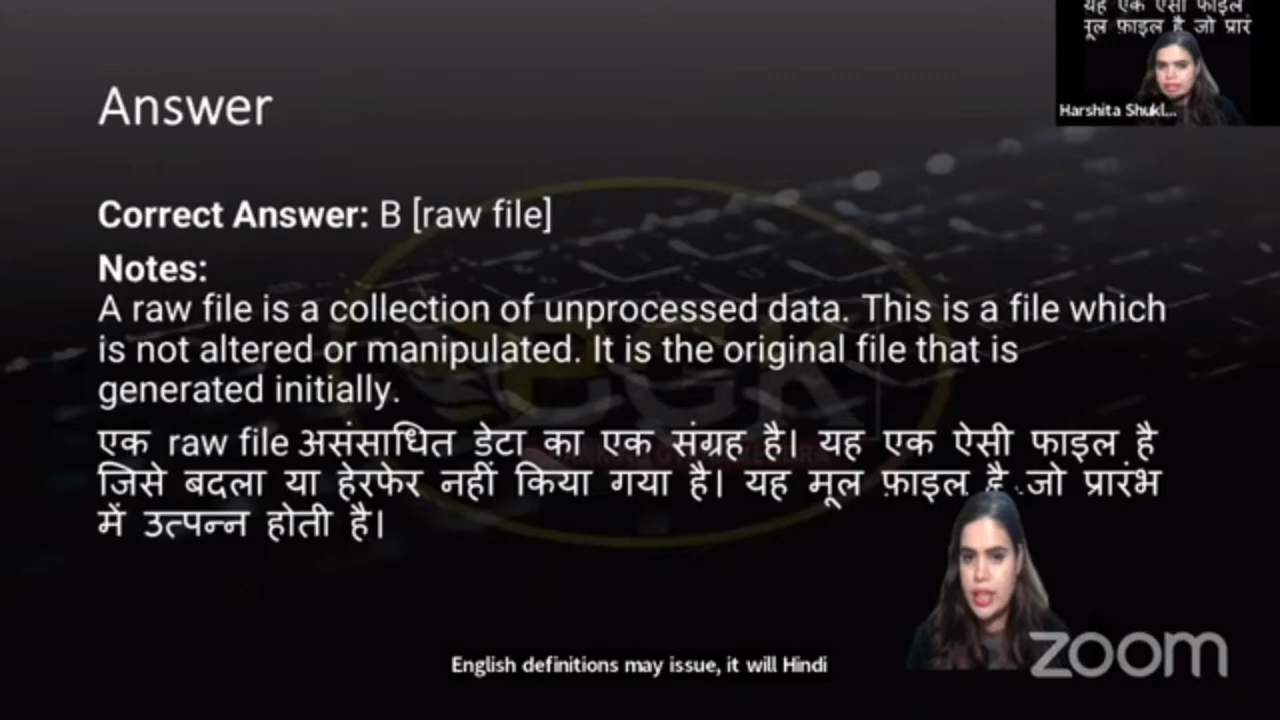 यह एक ऐसी फाइल
मूल फ़ाइल है जो प्रारं
Harshita Shukl...
Answer
Correct Answer: B [raw file]
Notes:
A raw file is a collection of unprocessed data. This is a file which
is not altered or manipulated. It is the original file that is
generated initially.
एक raw file असंसाधित डेटा का एक संग्रह है। यह एक ऐसी फाइल है
जिसे बदला या हेरफेर नहीं किया गया है। यह मूल फ़ाइल है जो प्रारंभ
में उत्पन्न होती है।
English definitions may issue, it will Hindi
zoom